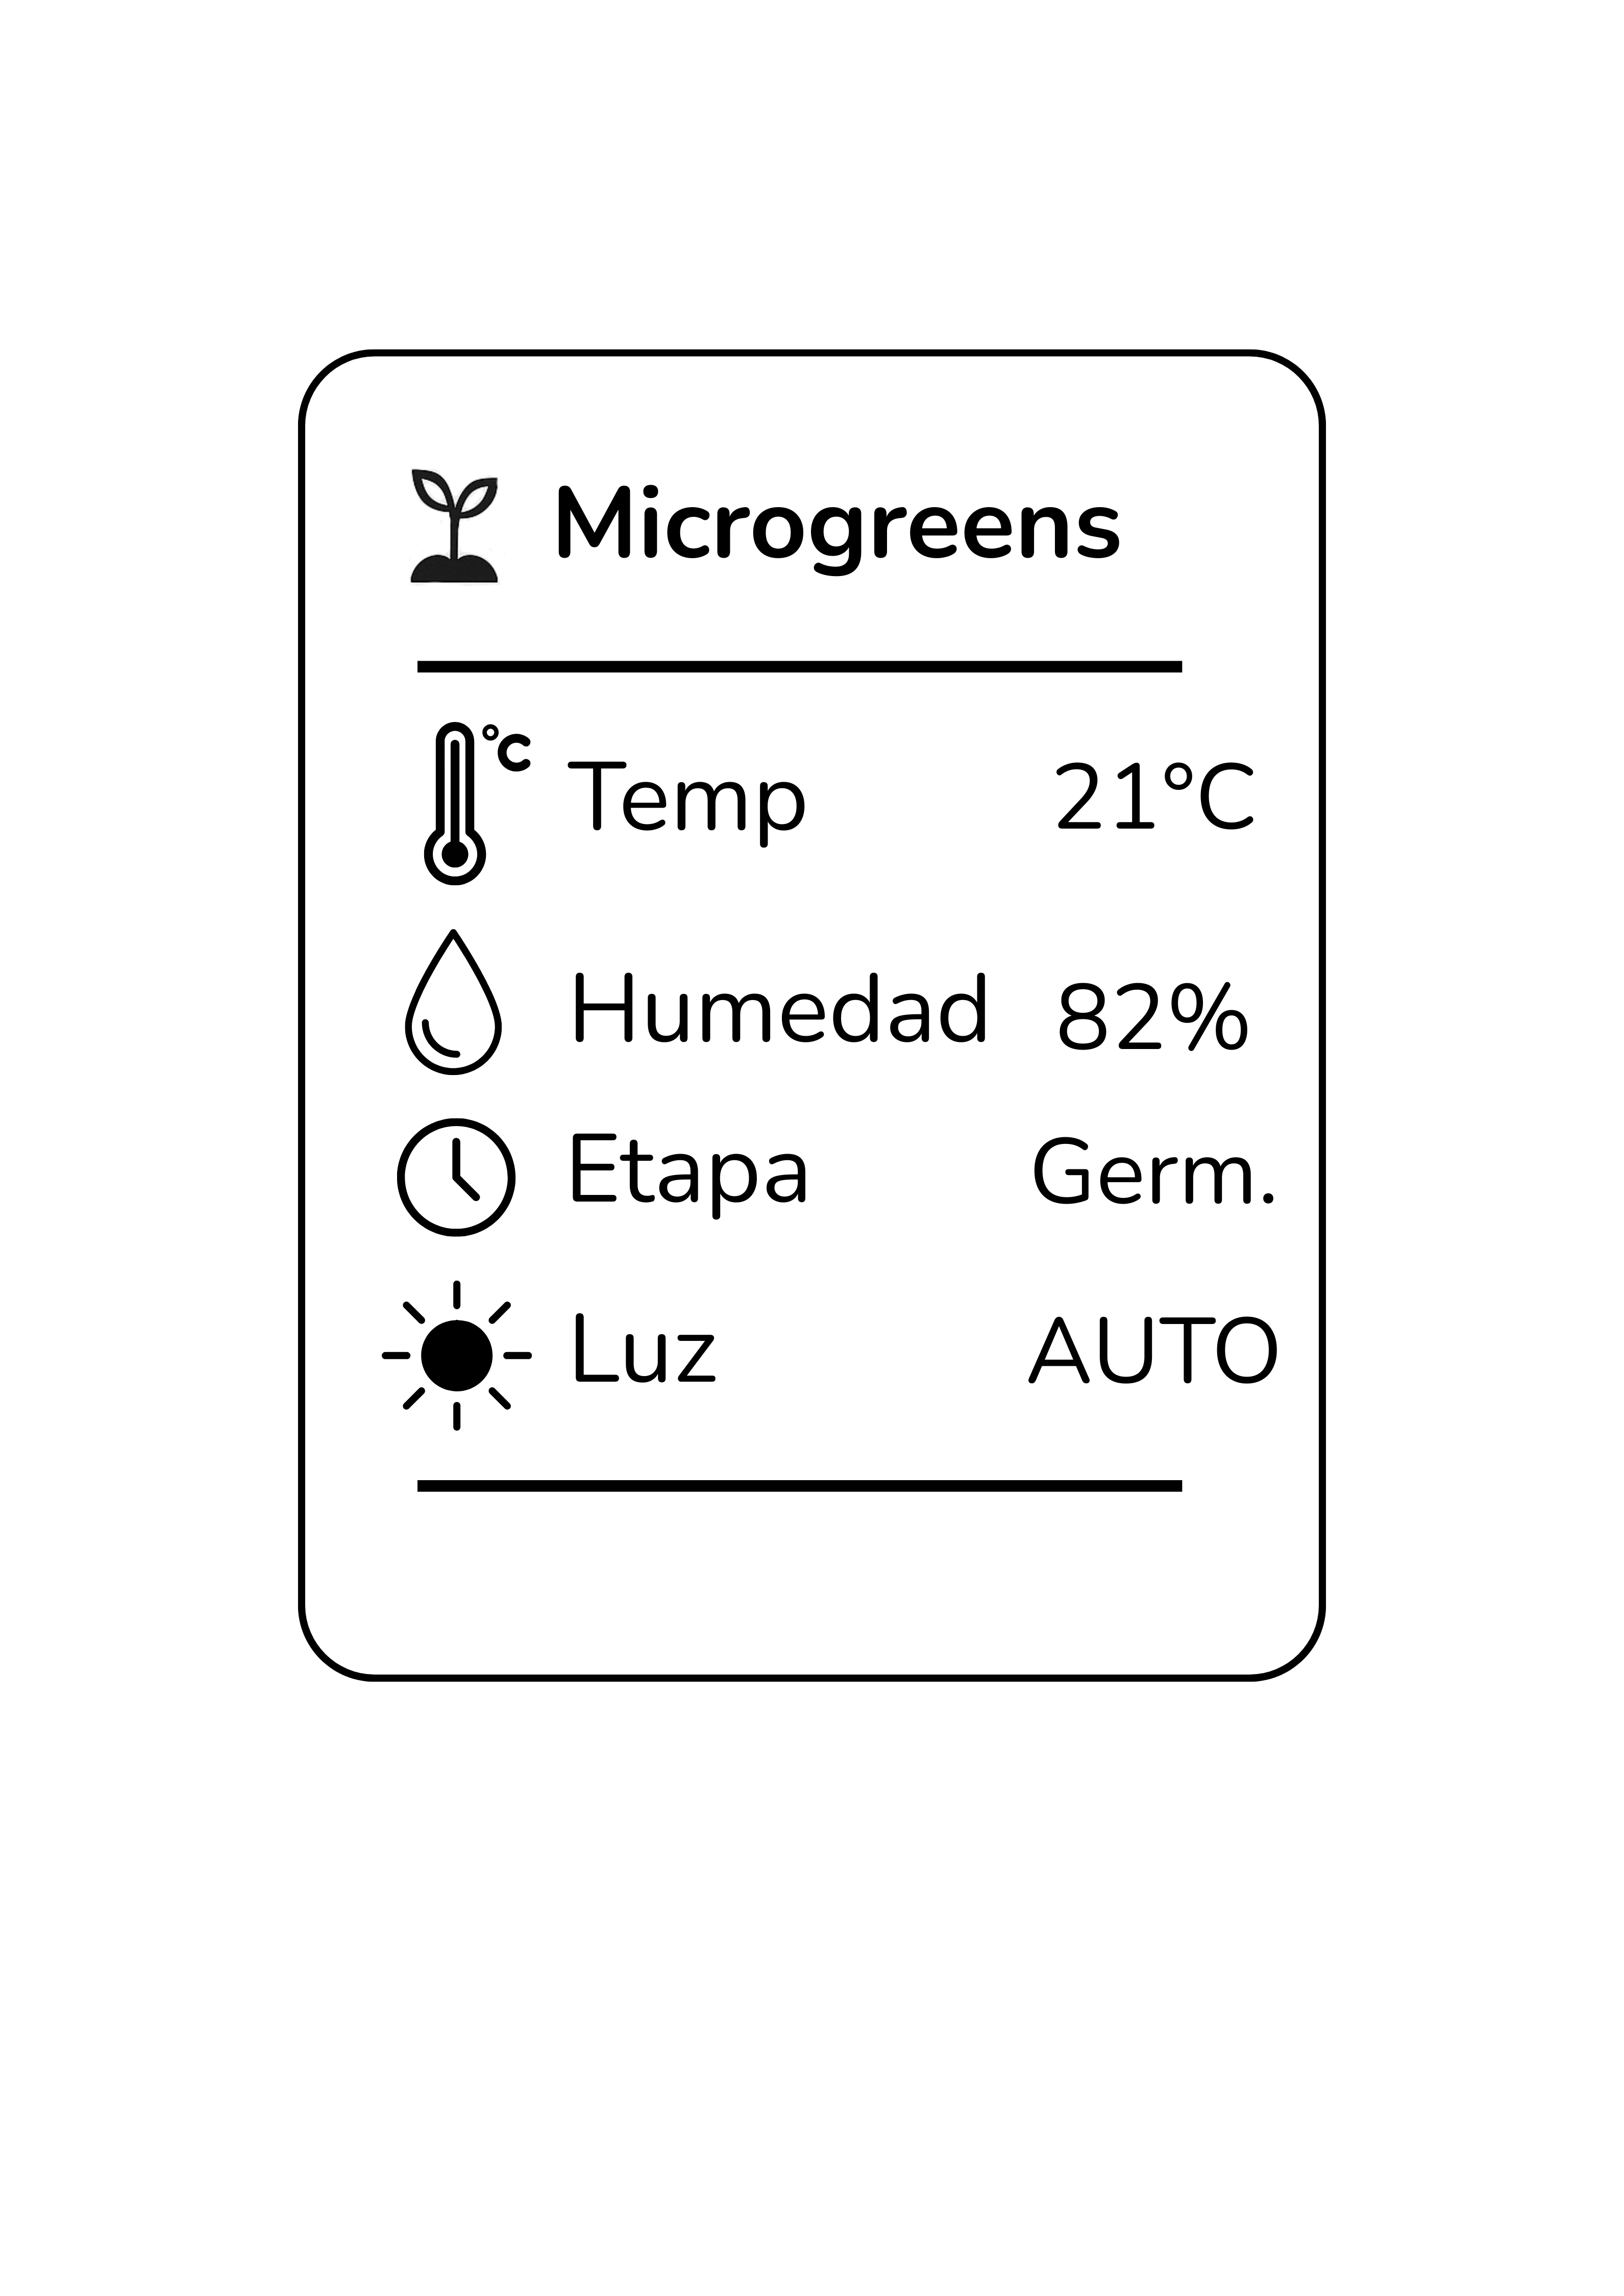 Microgreens
°C
Temp 21°C
Humedad 82%
Etapa Germ.
Luz AUTO